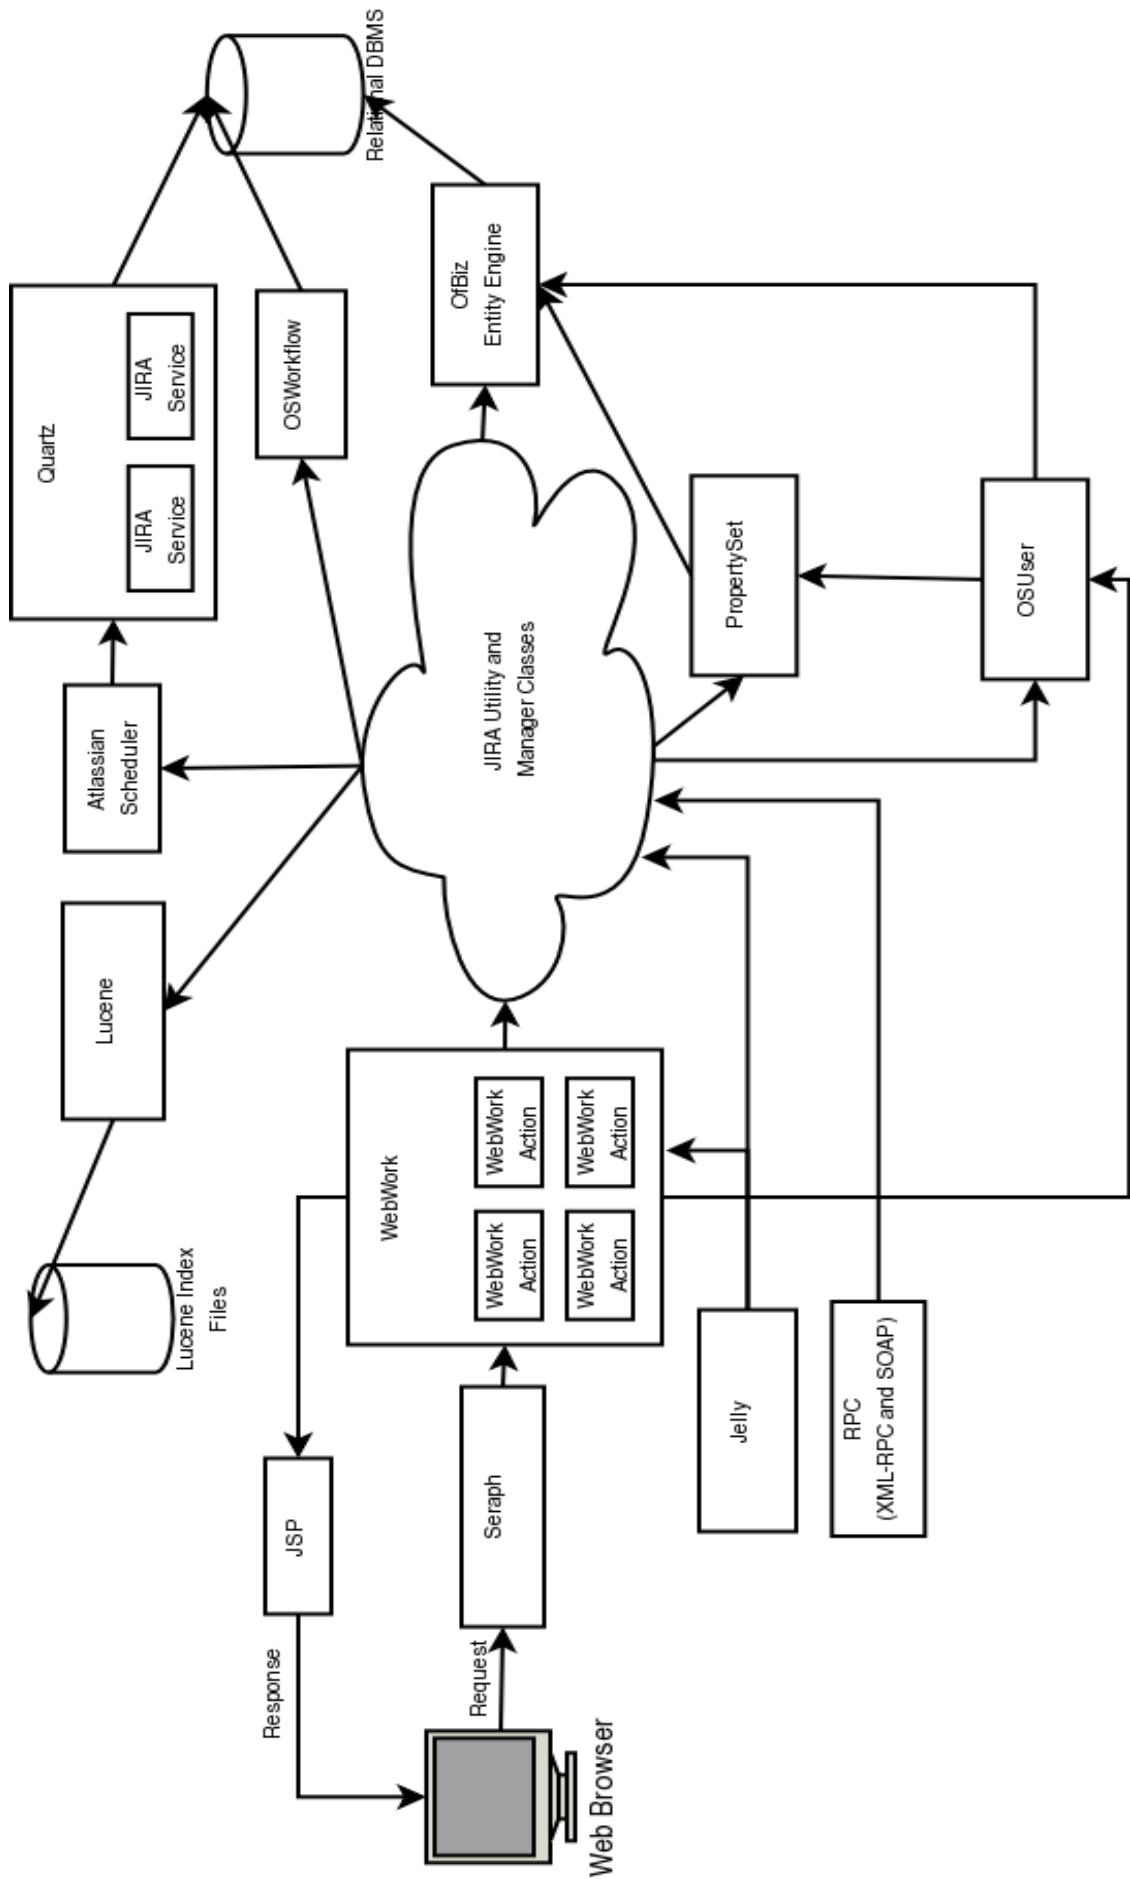 Quartz
JIRA
Service
JIRA
Service
Relational DBMS
Atlassian
Scheduler
OSWorkflow
OfBiz
Entity Engine
Lucene
Lucene Index
Files
JIRA Utility and
Manager Classes
PropertySet
OSUser
WebWork
WebWork
Action
WebWork
Action
WebWork
Action
WebWork
Action
JSP
Response
Seraph
Request
Web Browser
Jelly
RPC
(XML-RPC and SOAP)